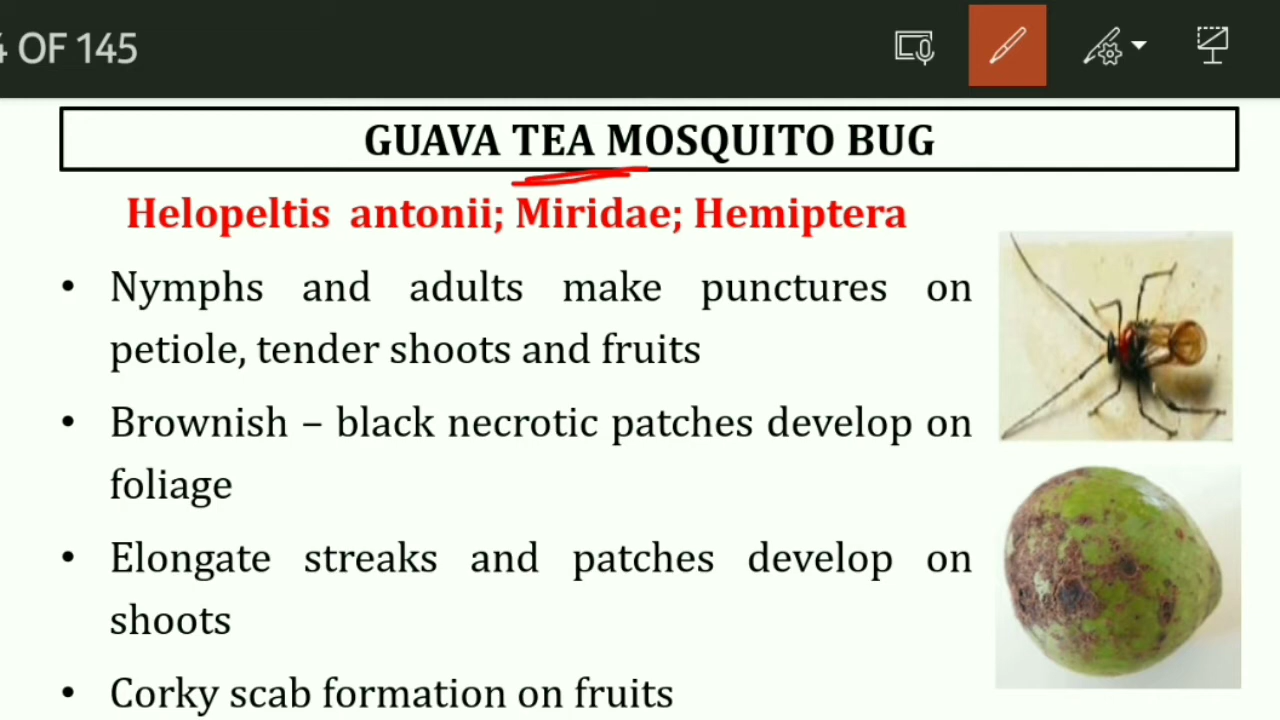 OF 145
GUAVA TEA MOSQUITO BUG
Helopeltis antonii; Miridae; Hemiptera
• Nymphs and adults make punctures on
petiole, tender shoots and fruits
• Brownish – black necrotic patches develop on
foliage
• Elongate streaks and patches develop on
shoots
• Corky scab formation on fruits